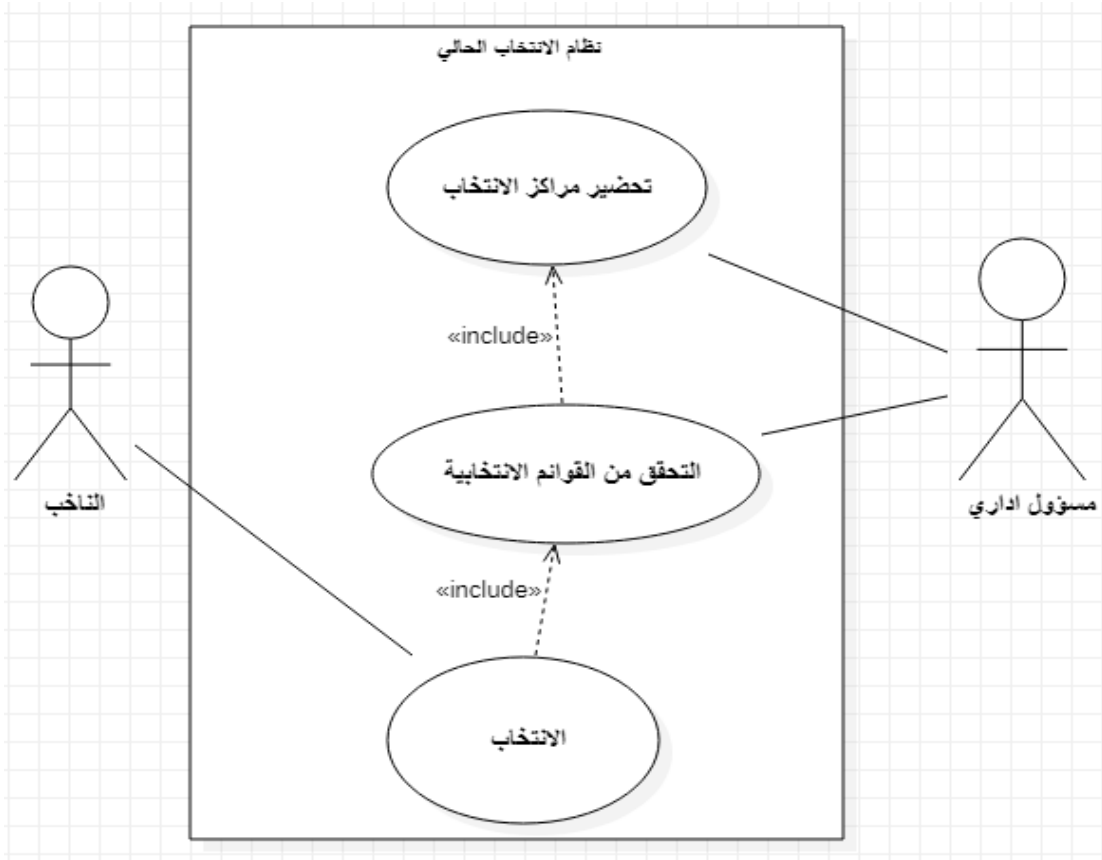 نظام الانتخاب الحالي
تحضير مراكز الانتخاب
«include»
التحقق من القوائم الانتخابية
الناخب
مسؤول اداري
«include»
الانتخاب